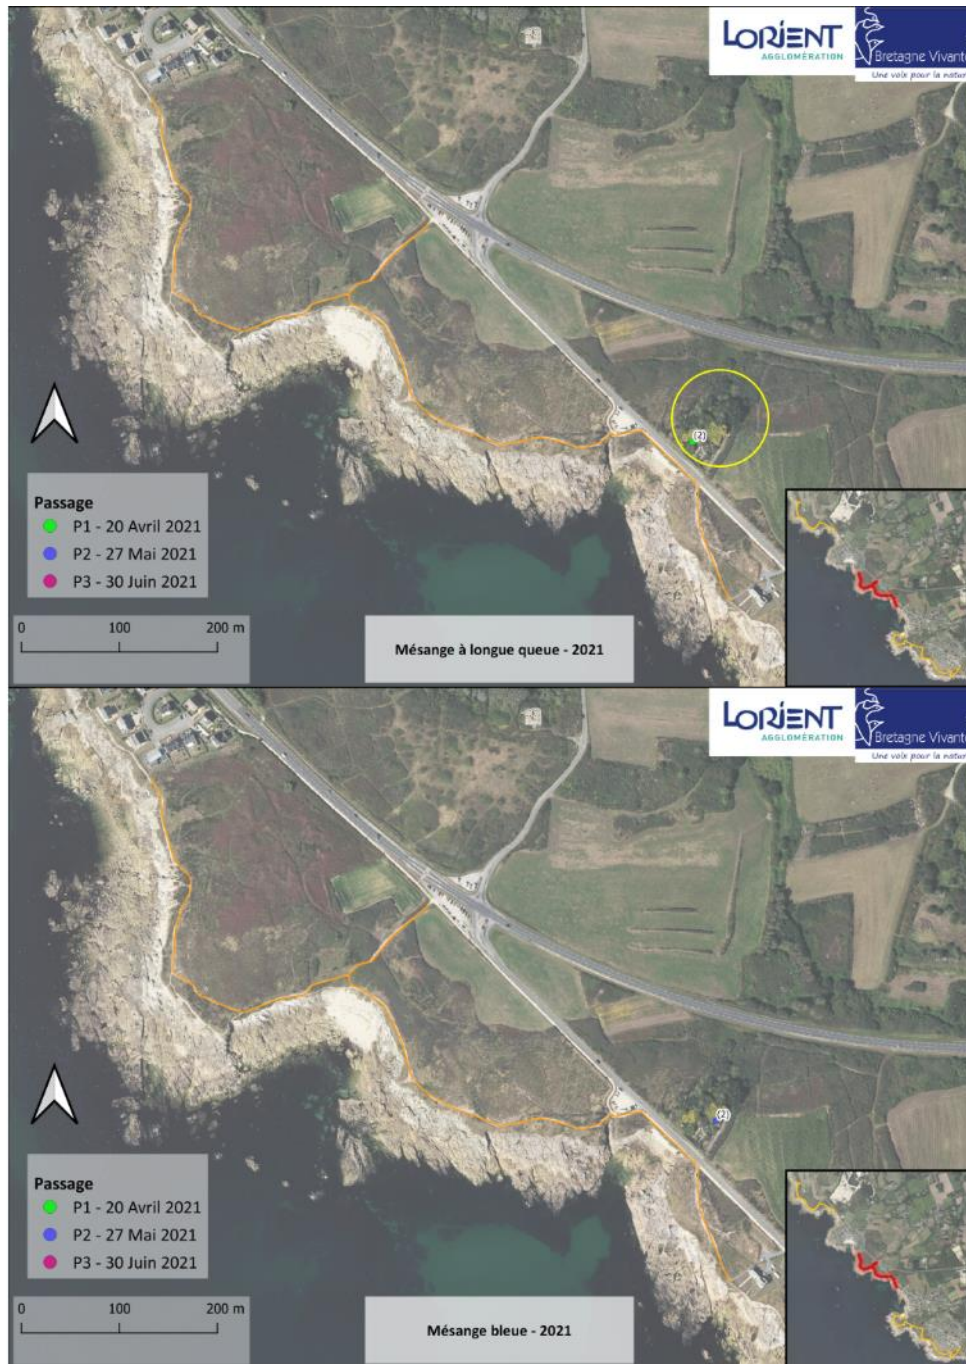 LORIENT
AGGLOMÉRATION
Bretagne Vivante
Une voix pour la natur
(2)
Passage
P1 - 20 Avril 2021
P2 - 27 Mai 2021
P3 - 30 Juin 2021
0 100 200 m
Mésange à longue queue - 2021
LORIENT
AGGLOMÉRATION
Bretagne Vivante
Une voix pour la natur
(2)
Passage
P1 - 20 Avril 2021
P2 - 27 Mai 2021
P3 - 30 Juin 2021
0 100 200 m
Mésange bleue - 2021